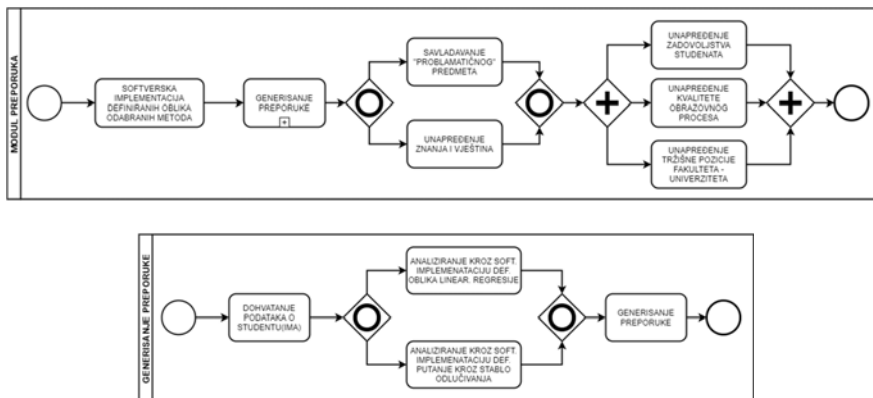 MODUL PREPORUKA
SOFTVERSKA
IMPLEMENTACIJA
DEFINIRANIH OBLIKA
ODABRANIH METODA
GENERISANJE
PREPORUKE
SAVLADAVANJE
"PROBLAMATIČNOG"
PREDMETA
UNAPREĐENJE
ZNANJA I VJEŠTINA
UNAPREĐENJE
ZADOVOLJSTVA
STUDENATA
UNAPREĐENJE
KVALITETE
OBRAZOVNOG
PROCESA
UNAPREĐENJE
TRŽIŠNE POZICIJE
FAKULTETA -
UNIVERZITETA
GENERISANJE PREPORUKE
DOHVATANJE
PODATAKA O
STUDENTU(IMA)
ANALIZIRANJE KROZ SOFT.
IMPLEMENATACIJU DEF.
OBLIKA LINEAR. REGRESIJE
ANALIZIRANJE KROZ SOFT.
IMPLEMENATACIJU DEF.
PUTANJE KROZ STABLO
ODLUČIVANJA
GENERISANJE
PREPORUKE